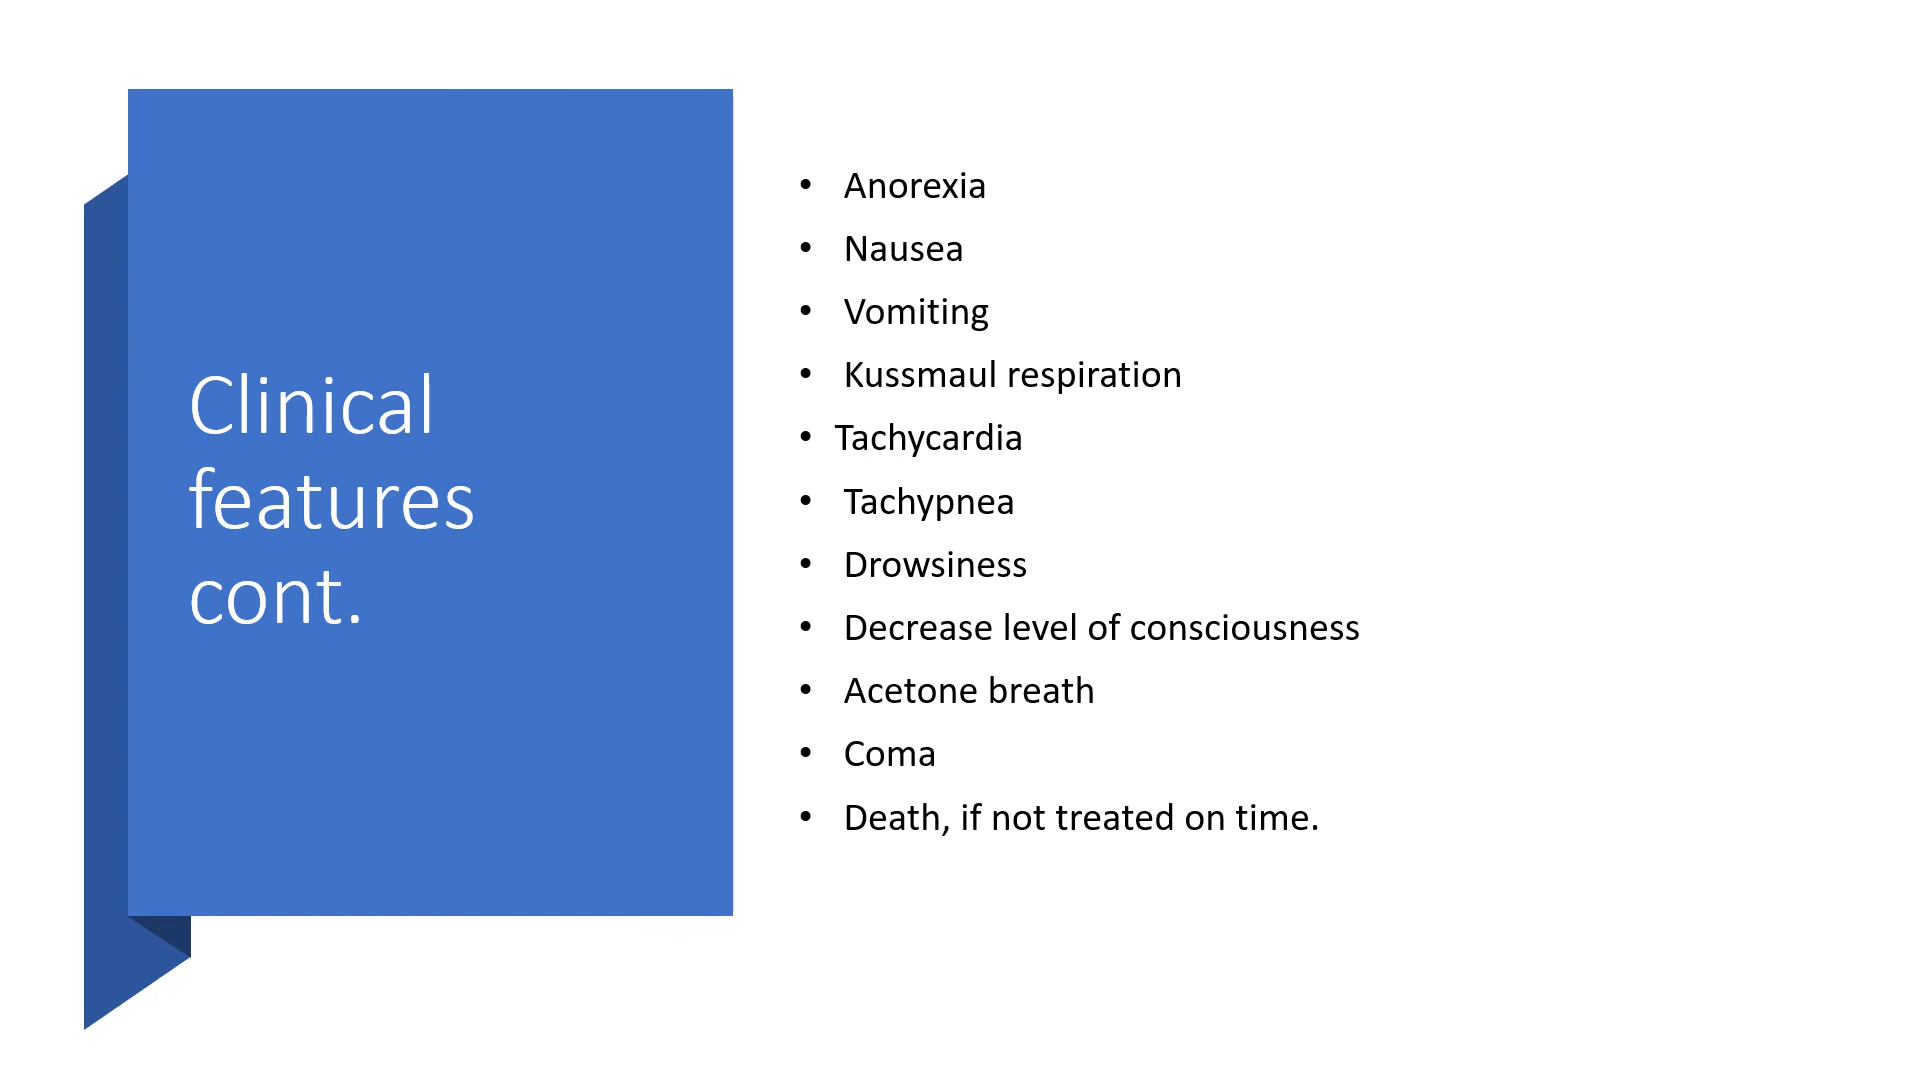 Clinical
features
cont.
• Anorexia
• Nausea
• Vomiting
• Kussmaul respiration
• Tachycardia
• Tachypnea
• Drowsiness
• Decrease level of consciousness
• Acetone breath
• Coma
• Death, if not treated on time.